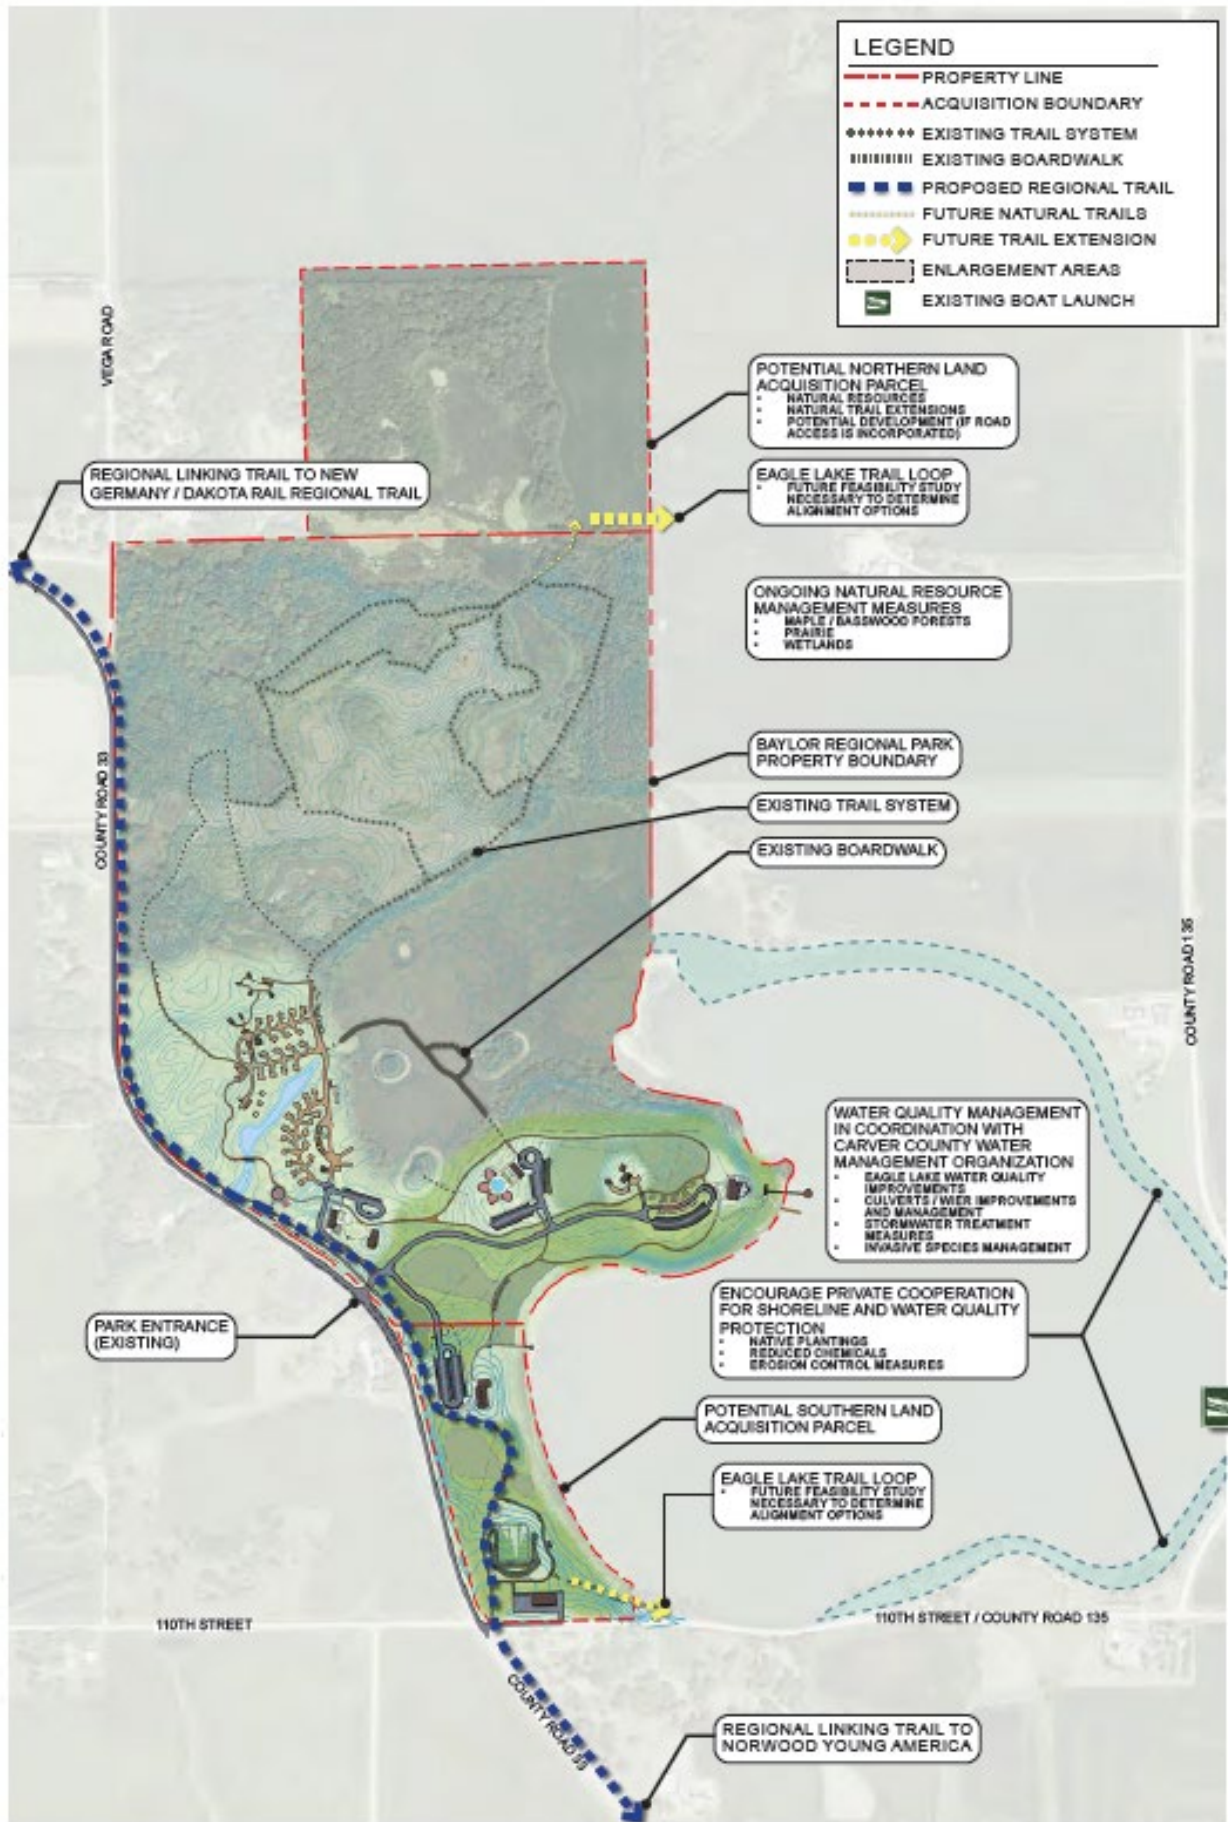 LEGEND
PROPERTY LINE
ACQUISITION BOUNDARY
EXISTING TRAIL SYSTEM
EXISTING BOARDWALK
PROPOSED REGIONAL TRAIL
FUTURE NATURAL TRAILS
FUTURE TRAIL EXTENSION
ENLARGEMENT AREAS
EXISTING BOAT LAUNCH
VEGA ROAD
POTENTIAL NORTHERN LAND
ACQUISITION PARCEL
• NATURAL RESOURCES
• NATURAL TRAIL EXTENSIONS
• POTENTIAL DEVELOPMENT (IF ROAD
ACCESS IS INCORPORATED)
REGIONAL LINKING TRAIL TO NEW
GERMANY / DAKOTA RAIL REGIONAL TRAIL
EAGLE LAKE TRAIL LOOP
• FUTURE FEASIBILITY STUDY
NECESSARY TO DETERMINE
ALIGNMENT OPTIONS
ONGOING NATURAL RESOURCE
MANAGEMENT MEASURES
• MAPLE / BASSWOOD FORESTS
• PRAIRIE
• WETLANDS
BAYLOR REGIONAL PARK
PROPERTY BOUNDARY
COUNTY ROAD 33
EXISTING TRAIL SYSTEM
EXISTING BOARDWALK
COUNTY ROAD 135
WATER QUALITY MANAGEMENT
IN COORDINATION WITH
CARVER COUNTY WATER
MANAGEMENT ORGANIZATION
• EAGLE LAKE WATER QUALITY
IMPROVEMENTS
• CULVERTS / WIER IMPROVEMENTS
AND MANAGEMENT
• STORMWATER TREATMENT
MEASURES
• INVASIVE SPECIES MANAGEMENT
PARK ENTRANCE
(EXISTING)
ENCOURAGE PRIVATE COOPERATION
FOR SHORELINE AND WATER QUALITY
PROTECTION
• NATIVE PLANTINGS
• REDUCED CHEMICALS
• EROSION CONTROL MEASURES
POTENTIAL SOUTHERN LAND
ACQUISITION PARCEL
EAGLE LAKE TRAIL LOOP
• FUTURE FEASIBILITY STUDY
NECESSARY TO DETERMINE
ALIGNMENT OPTIONS
110TH STREET
110TH STREET / COUNTY ROAD 135
COUNTY ROAD 33
REGIONAL LINKING TRAIL TO
NORWOOD YOUNG AMERICA